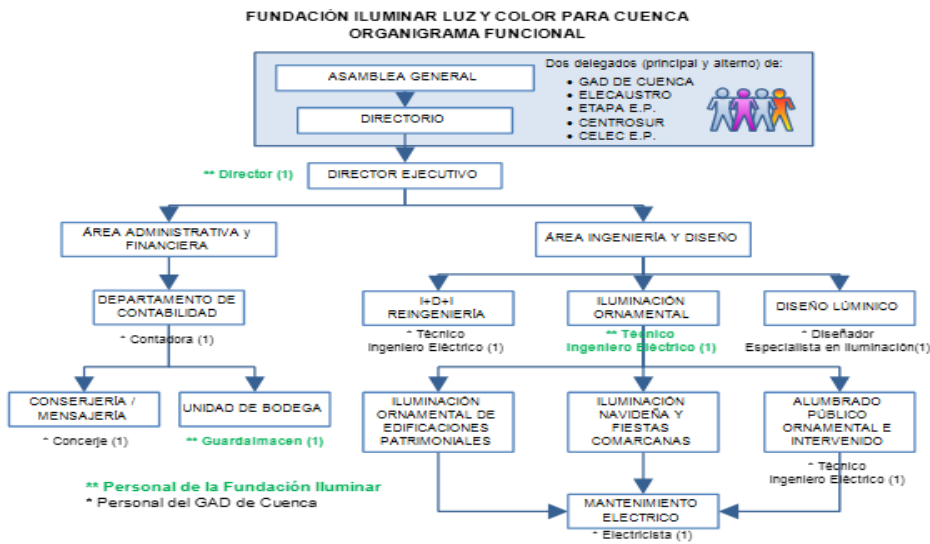 FUNDACIÓN ILUMINAR LUZ Y COLOR PARA CUENCA
ORGANIGRAMA FUNCIONAL
ASAMBLEA GENERAL
DIRECTORIO
Dos delegados (principal y alterno) de:
• GAD DE CUENCA
• ELECAUSTRO
• ETAPA E.P.
• CENTROSUR
• CELEC E.P.
** Director (1)
DIRECTOR EJECUTIVO
ÁREA ADMINISTRATIVA y
FINANCIERA
ÁREA INGENIERÍA Y DISEÑO
DEPARTAMENTO DE
CONTABILIDAD
* Contadora (1)
I+D+I
REINGENIERÍA
* Técnico
Ingeniero Eléctrico (1)
ILUMINACIÓN
ORNAMENTAL
** Técnico
Ingeniero Eléctrico (1)
DISEÑO LÚMINICO
* Diseñador
Especialista en Iluminación(1)
CONSERJERÍA /
MENSAJERÍA
* Concerje (1)
UNIDAD DE BODEGA
** Guardalmacen (1)
ILUMINACIÓN
ORNAMENTAL DE
EDIFICACIONES
PATRIMONIALES
ILUMINACIÓN
NAVIDEÑA Y
FIESTAS
COMARCANAS
ALUMBRADO
PÚBLICO
ORNAMENTAL E
INTERVENIDO
* Técnico
Ingeniero Eléctrico (1)
** Personal de la Fundación Iluminar
* Personal del GAD de Cuenca
MANTENIMIENTO
ELECTRICO
* Electricista (1)